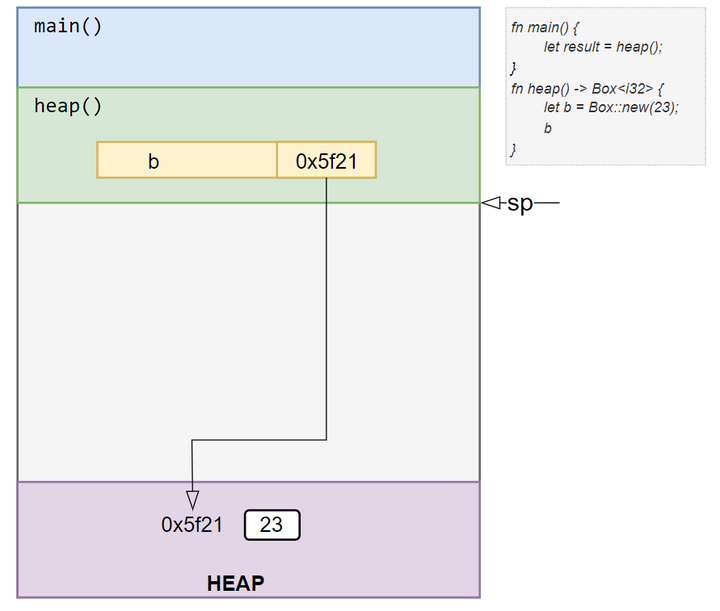 main()
heap()
b
0x5f21
sp
0x5f21
23
HEAP
fn main() {
let result = heap();
}
fn heap() -> Box<i32> {
let b = Box::new(23);
b
}